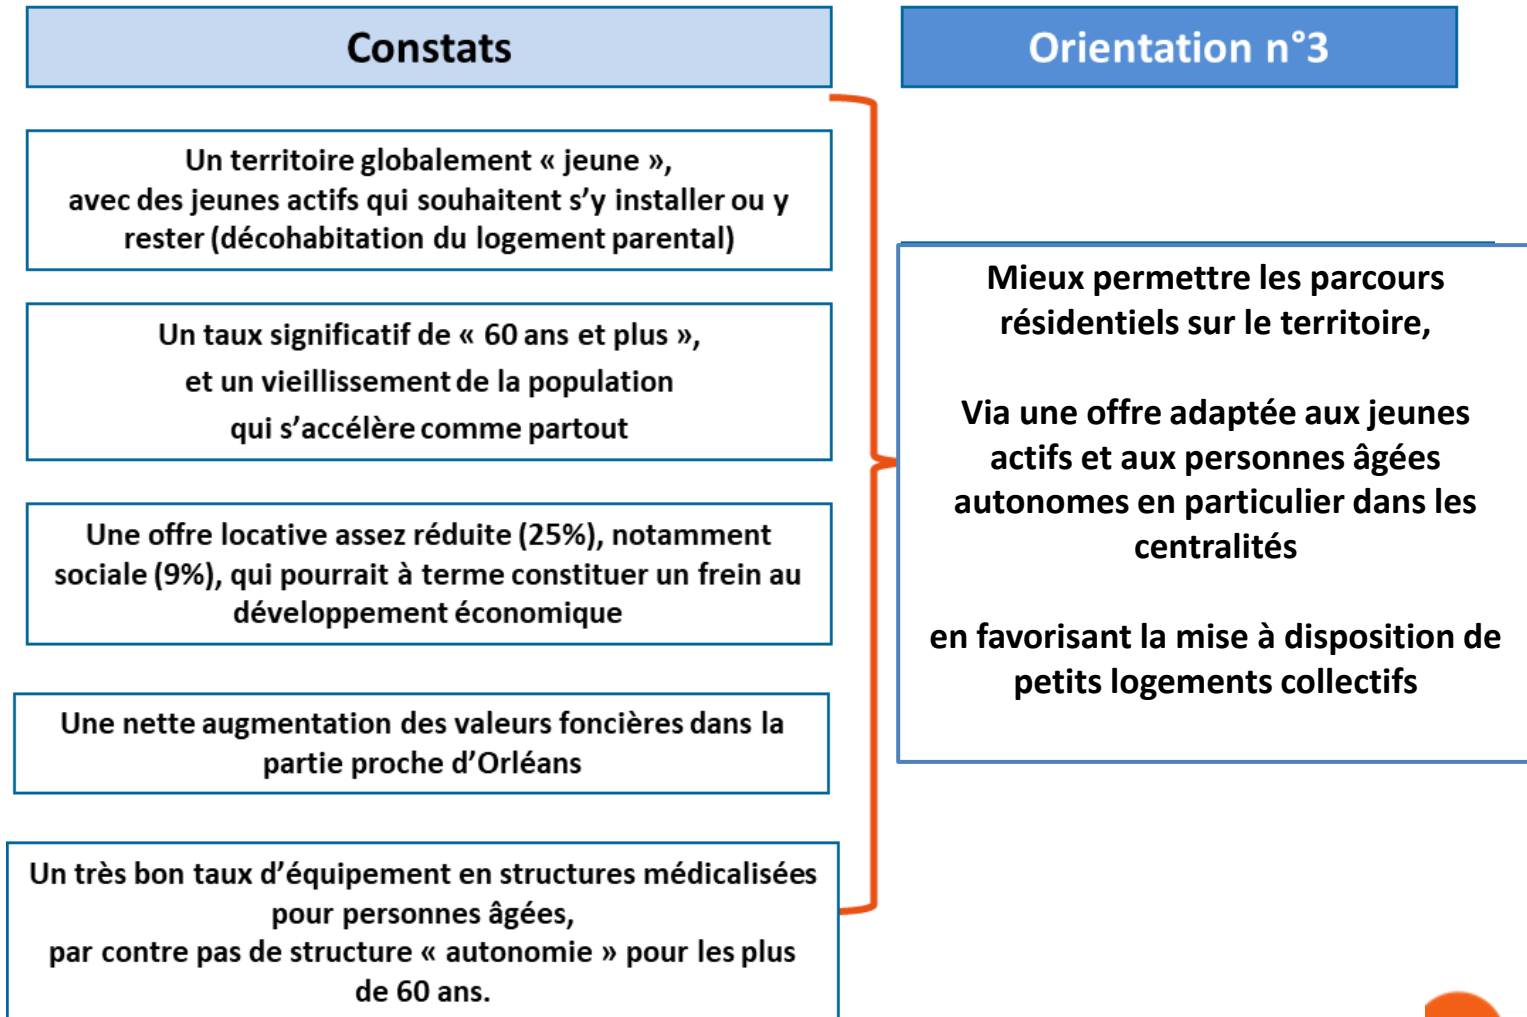 Constats
Un territoire globalement « jeune »,
avec des jeunes actifs qui souhaitent s’y installer ou y
rester (décohabitation du logement parental)
Un taux significatif de « 60 ans et plus »,
et un vieillissement de la population
qui s’accélère comme partout
Une offre locative assez réduite (25%), notamment
sociale (9%), qui pourrait à terme constituer un frein au
développement économique
Une nette augmentation des valeurs foncières dans la
partie proche d’Orléans
Un très bon taux d’équipement en structures médicalisées
pour personnes âgées,
par contre pas de structure « autonomie » pour les plus
de 60 ans.
Orientation n°3
Mieux permettre les parcours
résidentiels sur le territoire,
Via une offre adaptée aux jeunes
actifs et aux personnes âgées
autonomes en particulier dans les
centralités
en favorisant la mise à disposition de
petits logements collectifs